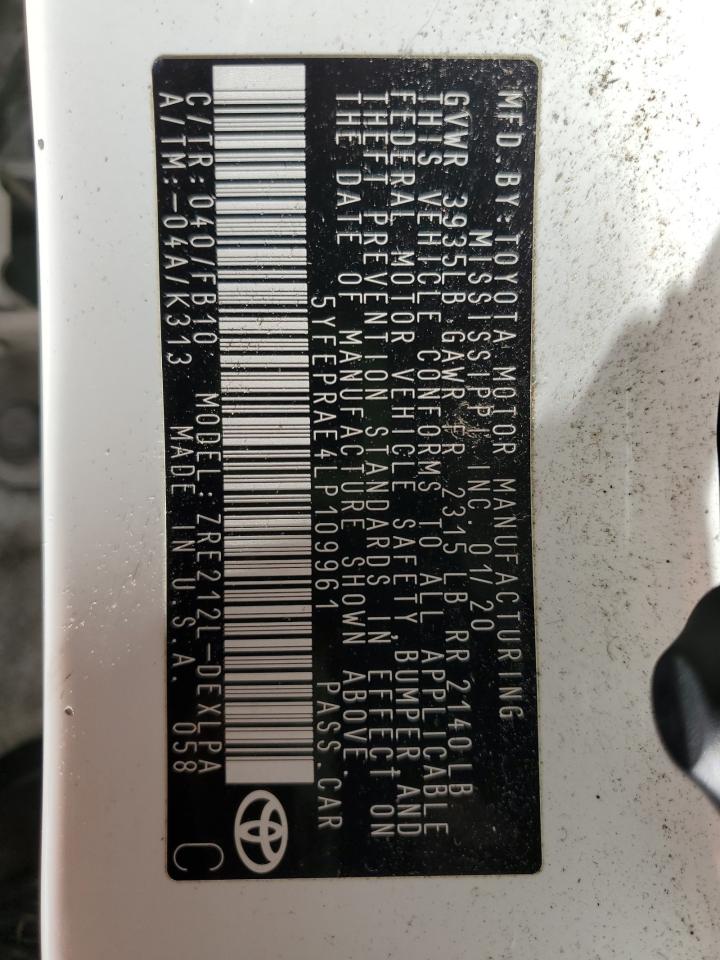 MFD.BY:TOYOTA MOTOR MANUFACTURING
MISSISSIPPI, INC. 01/20
GVWR 3935LB GAWR FR 2315 LB RR 2140LB
THIS VEHICLE CONFORMS TO ALL APPLICABLE
FEDERAL MOTOR VEHICLE SAFETY, BUMPER AND
THEFT PREVENTION STANDARDS IN EFFECT ON
THE DATE OF MANUFACTURE SHOWN ABOVE.
5YFEPRAE4LP109961 PASS.CAR
C/TR:040/FB10 MODEL:ZRE212L-DEXLPA
A/TM:-04A/K313 MADE IN U.S.A. 058
C